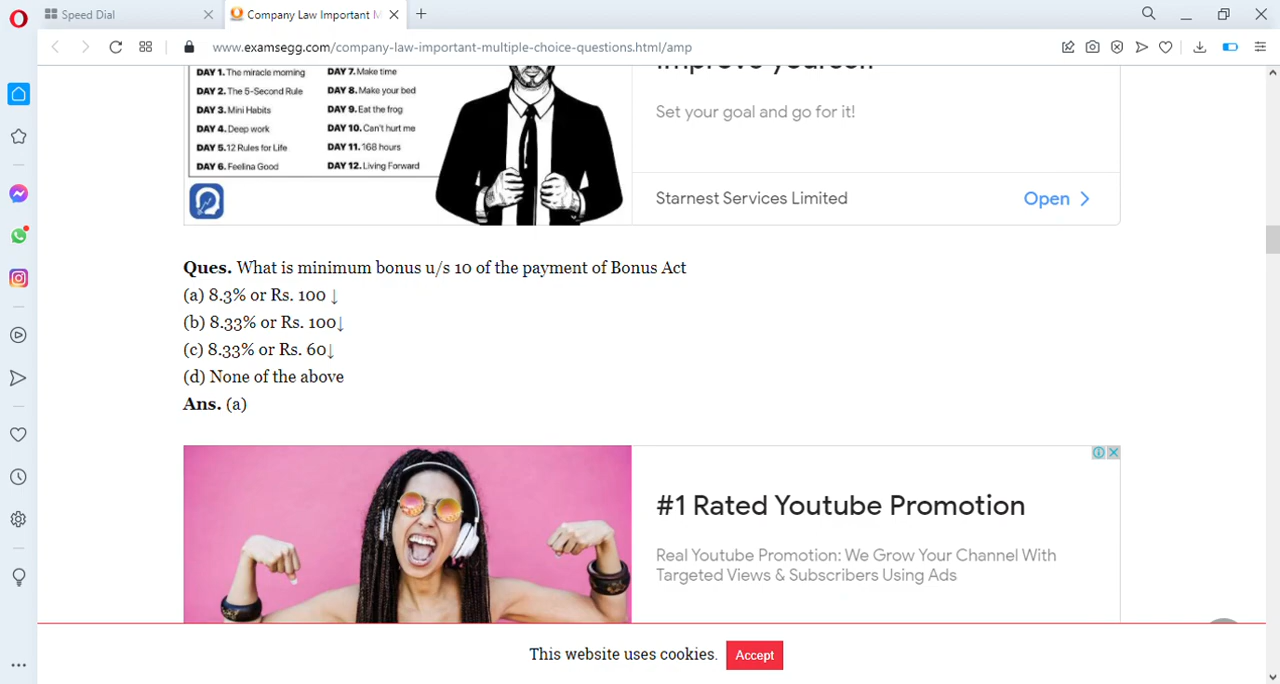 Speed Dial
Company Law Important M
www.examsegg.com/company-law-important-multiple-choice-questions.html/amp
DAY 1. The miracle morning
DAY 2. The 5-Second Rule
DAY 3. Mini Habits
DAY 4. Deep work
DAY 5. 12 Rules for Life
DAY 6. Feeling Good
DAY 7. Make time
DAY 8. Make your bed
DAY 9. Eat the frog
DAY 10. Can't hurt me
DAY 11. 168 hours
DAY 12. Living Forward
Improve yourself
Set your goal and go for it!
Starnest Services Limited
Open
Ques. What is minimum bonus u/s 10 of the payment of Bonus Act
(a) 8.3% or Rs. 100 ↓
(b) 8.33% or Rs. 100↓
(c) 8.33% or Rs. 60↓
(d) None of the above
Ans. (a)
#1 Rated Youtube Promotion
Real Youtube Promotion: We Grow Your Channel With
Targeted Views & Subscribers Using Ads
This website uses cookies.
Accept